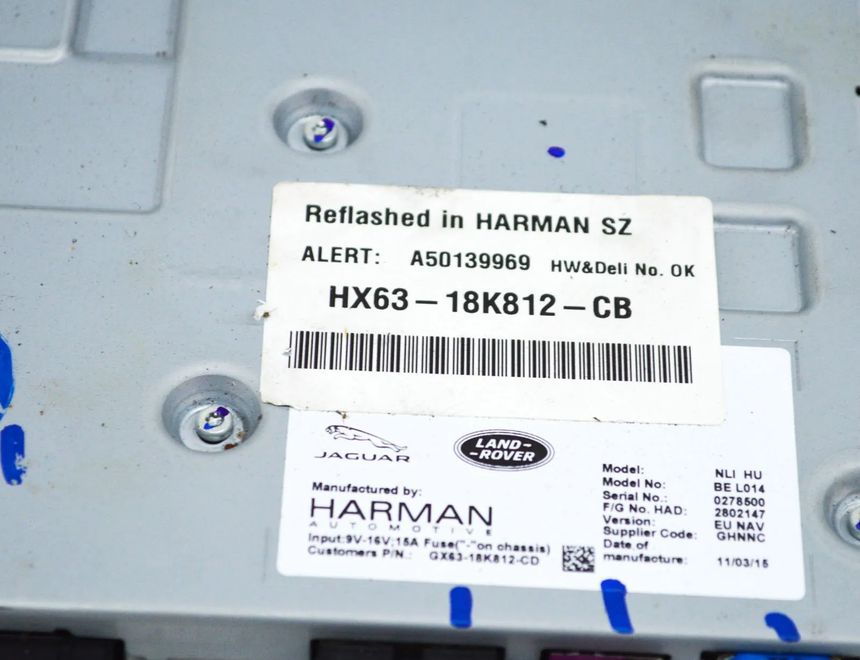 Reflashed in HARMAN SZ
ALERT: A50139969 HW&Deli No. OK
HX63-18K812-CB
JAGUAR
LAND-
-ROVER
Manufactured by:
HARMAN
AUTOMOTIVE
Input:9V-16V;15A Fuse("-"on chassis)
Customers P/N.: GX63-18K812-CD
Model: NLI HU
Model No: BE L014
Serial No.: 0278500
F/G No. HAD: 2802147
Version: EU NAV
Supplier Code: GHNNC
Date of
manufacture: 11/03/15